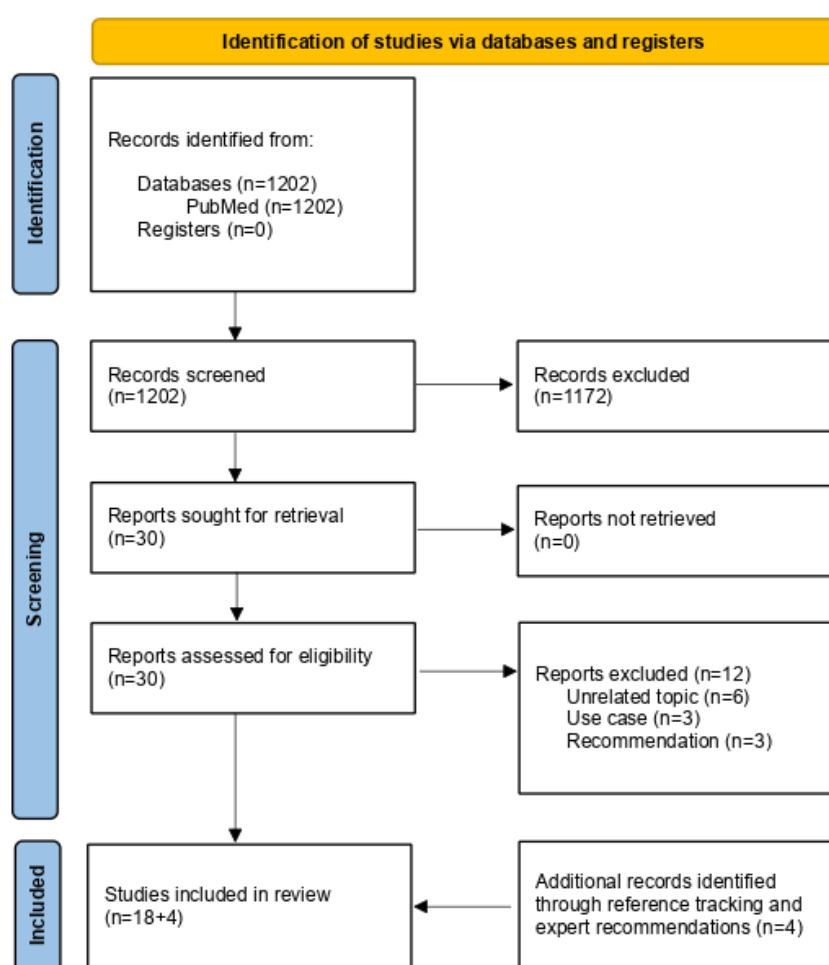 Identification of studies via databases and registers
Identification
Records identified from:
Databases (n=1202)
PubMed (n=1202)
Registers (n=0)
Screening
Records screened
(n=1202)
Records excluded
(n=1172)
Reports sought for retrieval
(n=30)
Reports not retrieved
(n=0)
Reports assessed for eligibility
(n=30)
Reports excluded (n=12)
Unrelated topic (n=6)
Use case (n=3)
Recommendation (n=3)
Included
Studies included in review
(n=18+4)
Additional records identified
through reference tracking and
expert recommendations (n=4)